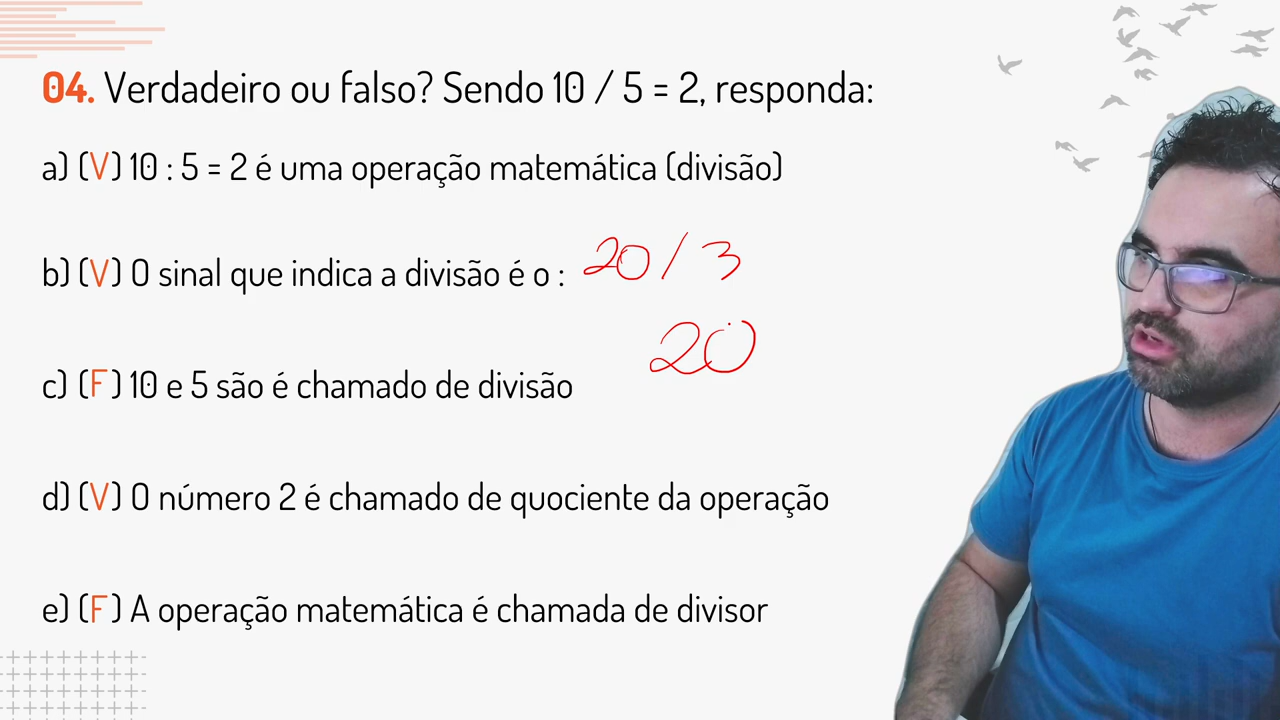 04. Verdadeiro ou falso? Sendo 10 / 5 = 2, responda:
a) (V) 10 : 5 = 2 é uma operação matemática (divisão)
b) (V) O sinal que indica a divisão é o : 20 / 3
20
c) (F) 10 e 5 são é chamado de divisão
d) (V) O número 2 é chamado de quociente da operação
e) (F) A operação matemática é chamada de divisor